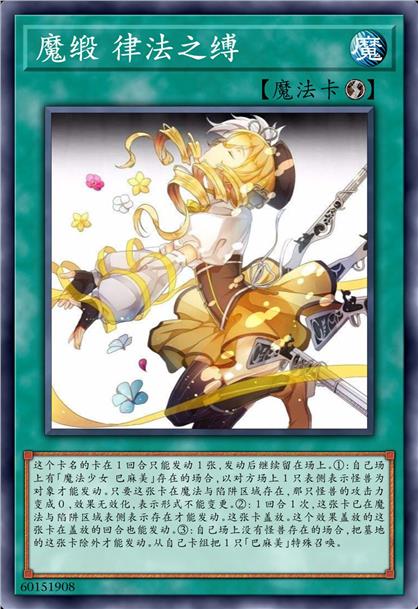 魔缎 律法之缚
魔
【魔法卡】
这个卡名的卡在1回合只能发动1张,发动后继续留在场上。①:自己场
上有「魔法少女 巴麻美」存在的场合,以对方场上1只表侧表示怪兽为
对象才能发动。只要这张卡在魔法与陷阱区域存在,那只怪兽的攻击力
变成0,效果无效化,表示形式不能变更。②:1回合1次,这张卡已在魔
法与陷阱区域表侧表示存在才能发动。这张卡盖放。这个效果盖放的这
张卡在盖放的回合也能发动。③:自己场上没有怪兽存在的场合,把墓地
的这张卡除外才能发动。从自己卡组把1只「巴麻美」特殊召唤。
60151908